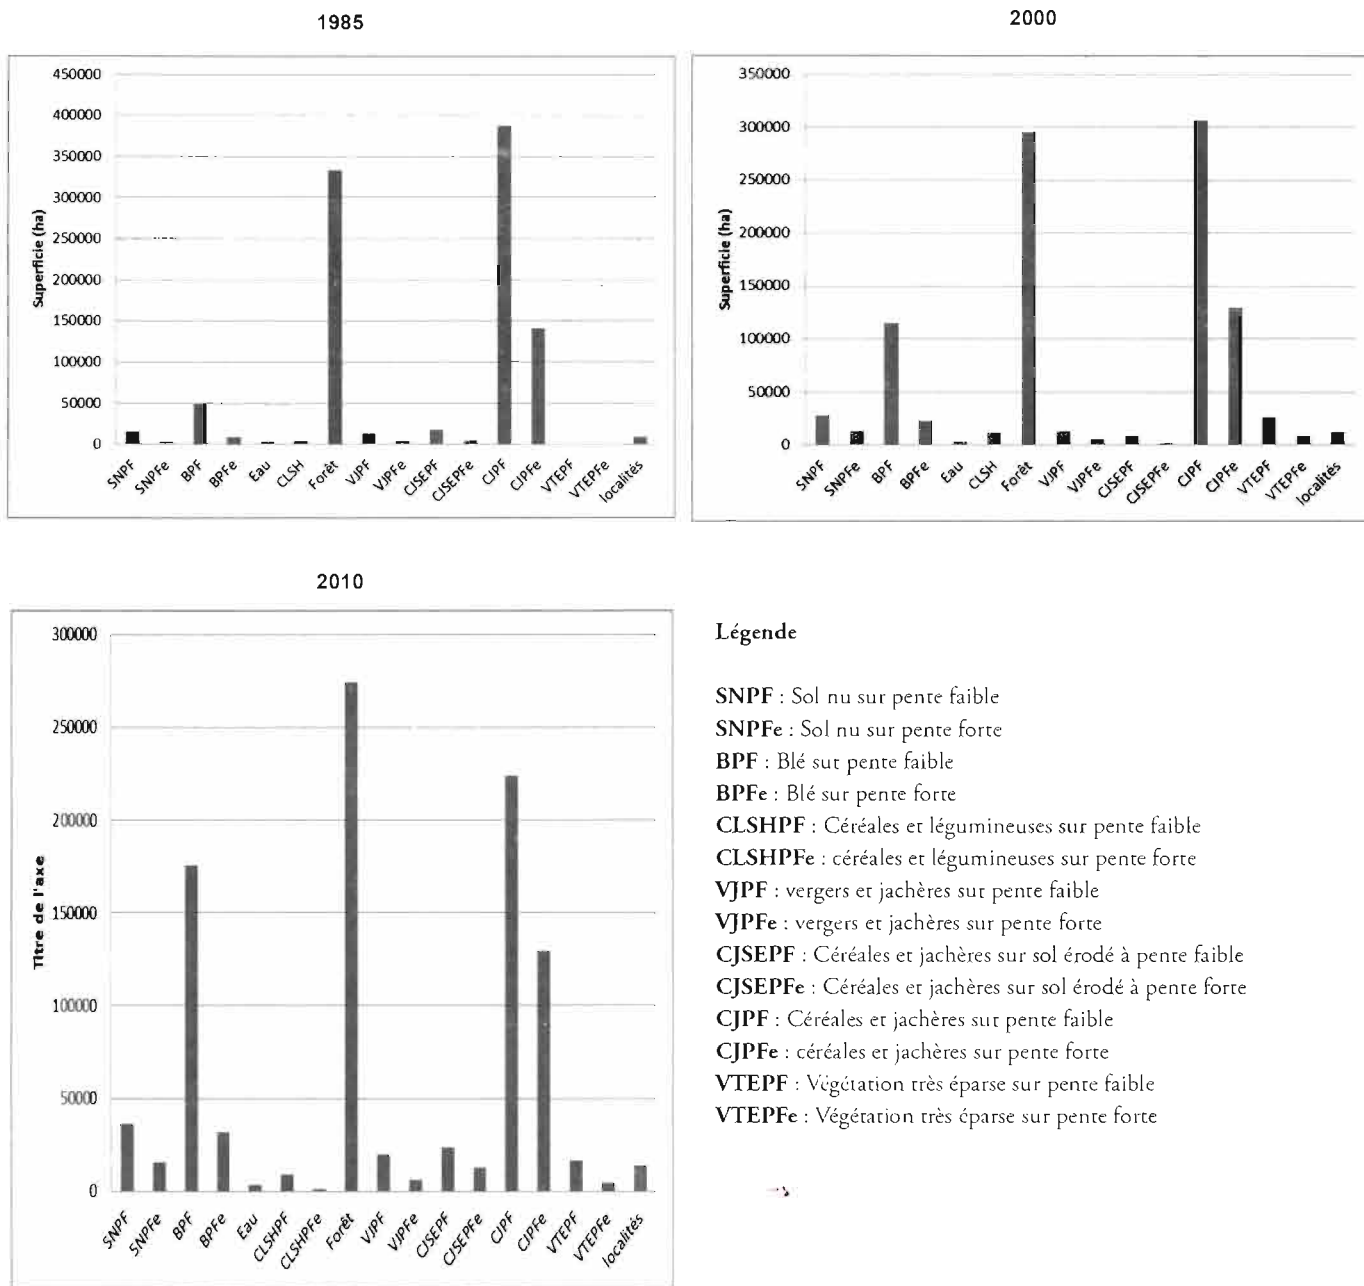 1985
450000
400000
350000
300000
250000
200000
150000
100000
50000
0
Superficie (ha)
SNPF
SNPFe
BPF
BPFe
Eau
CLSH
Forêt
VJPF
VJPFe
CJSEPF
CJSEPFe
CJPF
CJPFe
VTEPF
VTEPFe
localités
2000
350000
300000
250000
200000
150000
100000
50000
0
Superficie (ha)
SNPF
SNPFe
BPF
BPFe
Eau
CLSH
Forêt
VJPF
VJPFe
CJSEPF
CJSEPFe
CJPF
CJPFe
VTEPF
VTEPFe
localités
2010
300000
250000
200000
150000
100000
50000
0
Titre de l'axe
SNPF
SNPFe
BPF
BPFe
Eau
CLSHPF
CLSHPFe
Forêt
VJPF
VJPFe
CJSEPF
CJSEPFe
CJPF
CJPFe
VTEPF
VTEPFe
localités
Légende
SNPF : Sol nu sur pente faible
SNPFe : Sol nu sur pente forte
BPF : Blé sur pente faible
BPFe : Blé sur pente forte
CLSHPF : Céréales et légumineuses sur pente faible
CLSHPFe : céréales et légumineuses sur pente forte
VJPF : vergers et jachères sur pente faible
VJPFe : vergers et jachères sur pente forte
CJSEPF : Céréales et jachères sur sol érodé à pente faible
CJSEPFe : Céréales et jachères sur sol érodé à pente forte
CJPF : Céréales et jachères sur pente faible
CJPFe : céréales et jachères sur pente forte
VTEPF : Végétation très éparse sur pente faible
VTEPFe : Végétation très éparse sur pente forte